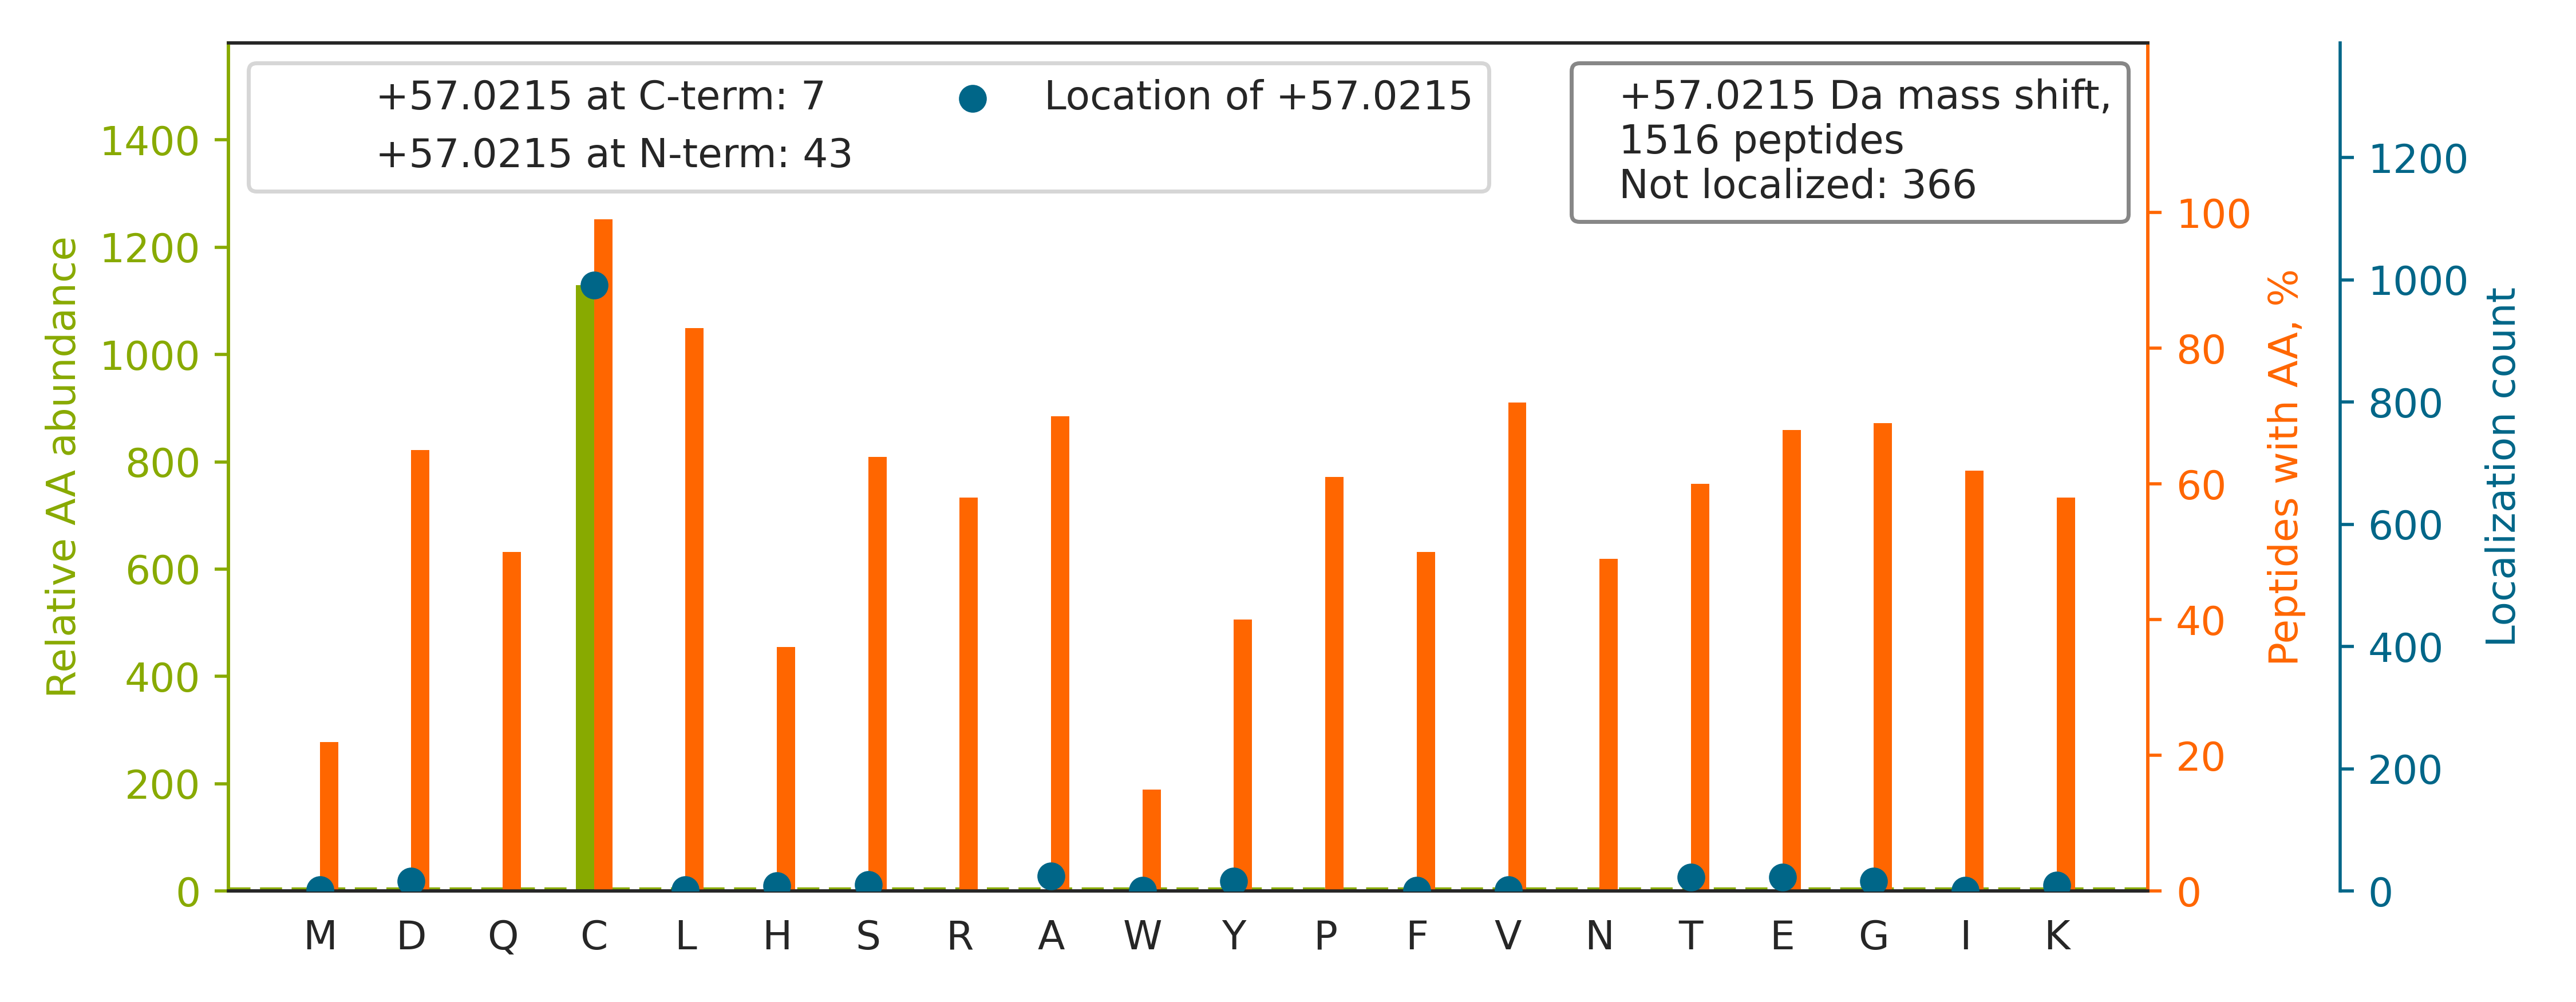 +57.0215 at C-term: 7
+57.0215 at N-term: 43
Location of +57.0215
+57.0215 Da mass shift,
1516 peptides
Not localized: 366
Relative AA abundance
1400
1200
1000
800
600
400
200
0
M D Q C L H S R A W Y P F V N T E G I K
100
80
60
40
20
0
Peptides with AA, %
1200
1000
800
600
400
200
0
Localization count